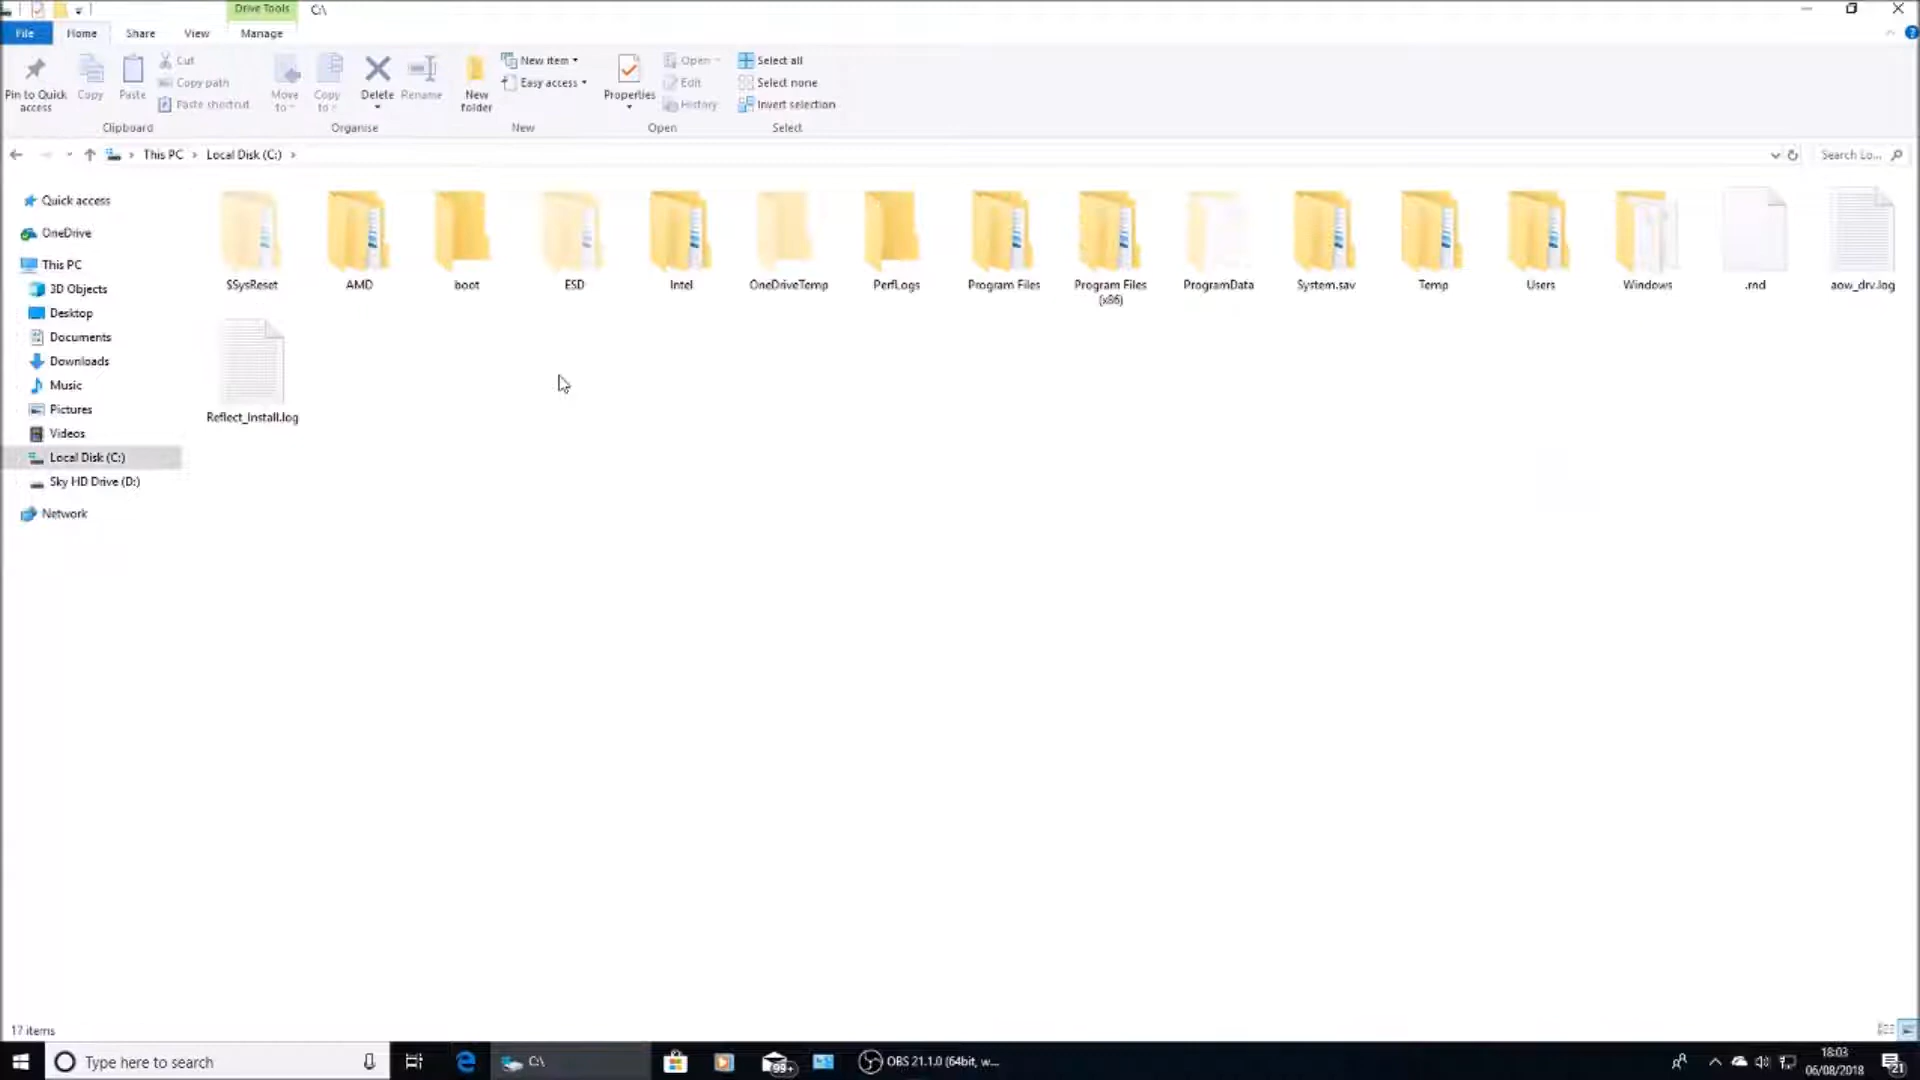 Drive Tools
C:\
File
Home
Share
View
Manage
Pin to Quick access
Copy
Paste
Cut
Copy path
Paste shortcut
Clipboard
Move to
Copy to
Delete
Rename
Organise
New folder
New item
Easy access
New
Properties
Open
Edit
History
Open
Select all
Select none
Invert selection
Select
This PC > Local Disk (C:) >
Search Lo...
Quick access
OneDrive
This PC
3D Objects
Desktop
Documents
Downloads
Music
Pictures
Videos
Local Disk (C:)
Sky HD Drive (D:)
Network
$SysReset
AMD
boot
ESD
Intel
OneDriveTemp
PerfLogs
Program Files
Program Files (x86)
ProgramData
System.sav
Temp
Users
Windows
.rnd
aow_drv.log
Reflect_Install.log
17 items
Type here to search
C:\
99+
OBS 21.1.0 (64bit, w...
18:03
06/08/2018
21